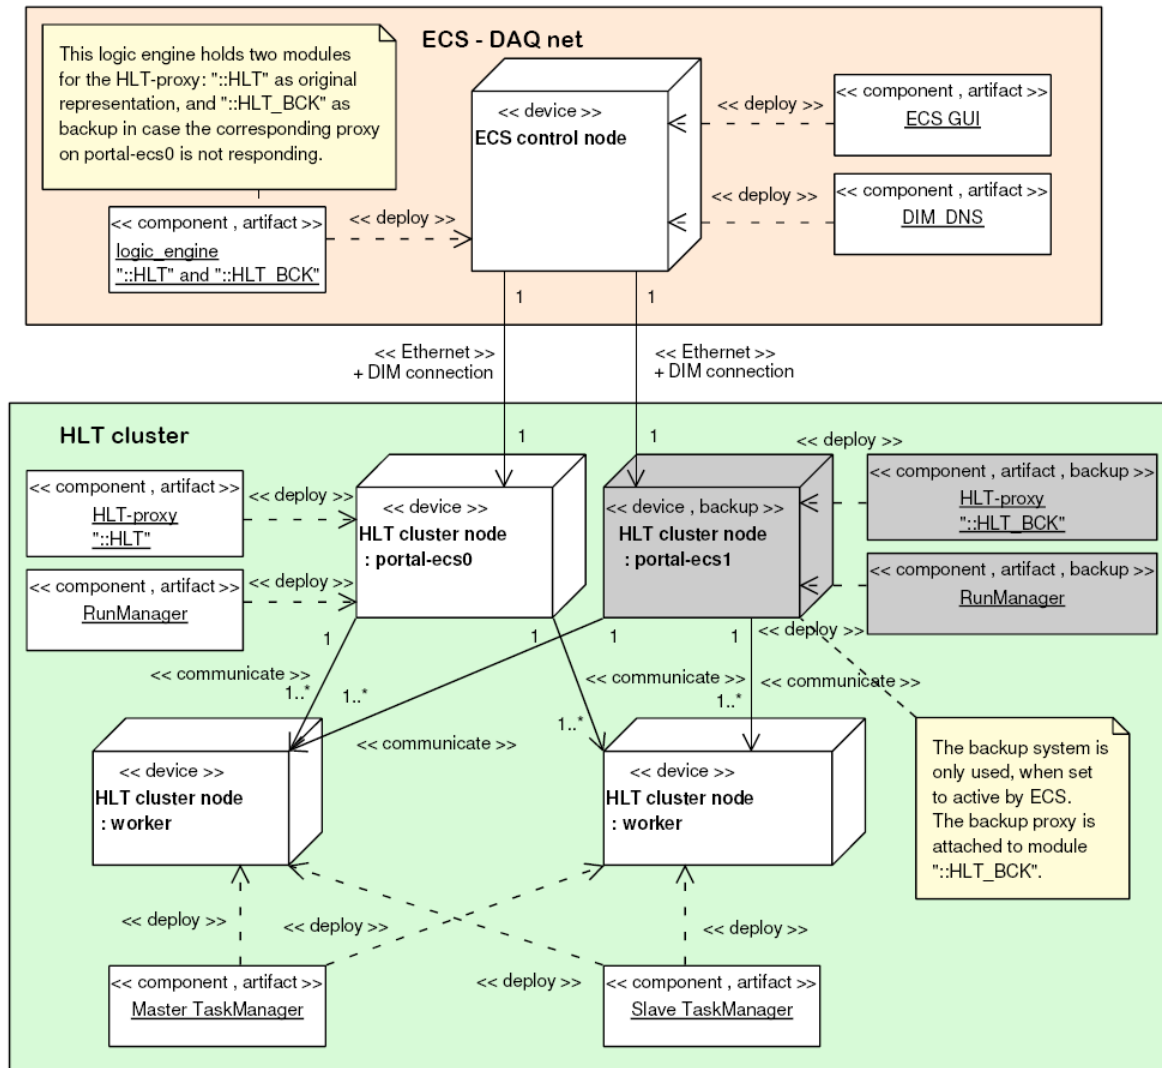 ECS - DAQ net
This logic engine holds two modules
for the HLT-proxy: "::HLT" as original
representation, and "::HLT_BCK" as
backup in case the corresponding proxy
on portal-ecs0 is not responding.
<< device >>
ECS control node
<< deploy >>
<< component , artifact >>
ECS GUI
<< deploy >>
<< component , artifact >>
DIM_DNS
<< component , artifact >>
logic_engine
"::HLT" and "::HLT_BCK"
<< deploy >>
1
1
<< Ethernet >>
+ DIM connection
<< Ethernet >>
+ DIM connection
HLT cluster
1
1
<< component , artifact >>
HLT-proxy
"::HLT"
<< deploy >>
<< device >>
HLT cluster node
: portal-ecs0
<< device , backup >>
HLT cluster node
: portal-ecs1
<< deploy >>
<< component , artifact , backup >>
HLT-proxy
"::HLT_BCK"
<< component , artifact >>
RunManager
<< deploy >>
<< component , artifact , backup >>
RunManager
<< deploy >>
1
1
1
1
<< communicate >>
<< communicate >>
<< communicate >>
<< communicate >>
1..*
1..*
1..*
1..*
<< device >>
HLT cluster node
: worker
<< device >>
HLT cluster node
: worker
The backup system is
only used, when set
to active by ECS.
The backup proxy is
attached to module
"::HLT_BCK".
<< deploy >>
<< deploy >>
<< deploy >>
<< deploy >>
<< component , artifact >>
Master TaskManager
<< component , artifact >>
Slave TaskManager